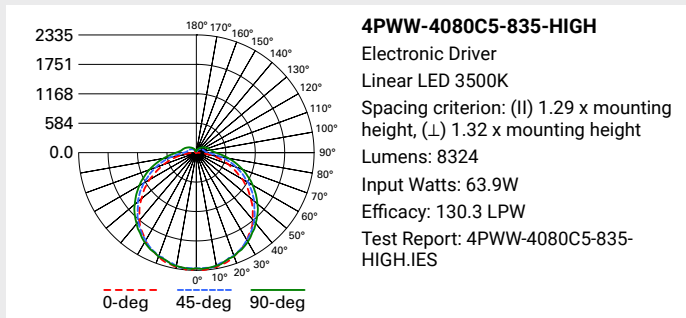 2335
1751
1168
584
0.0
180°
170°
160°
150°
140°
130°
120°
110°
100°
90°
80°
70°
60°
50°
40°
30°
20°
10°
0°
0-deg
45-deg
90-deg
4PWW-4080C5-835-HIGH
Electronic Driver
Linear LED 3500K
Spacing criterion: (II) 1.29 x mounting
height, (⊥) 1.32 x mounting height
Lumens: 8324
Input Watts: 63.9W
Efficacy: 130.3 LPW
Test Report: 4PWW-4080C5-835-
HIGH.IES